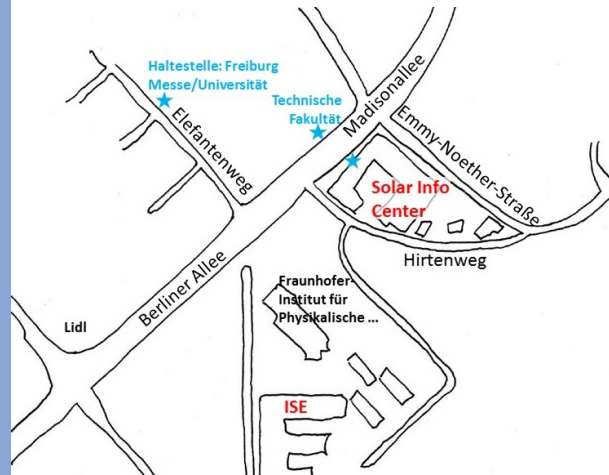 Haltestelle: Freiburg
Messe/Universität
Technische
Fakultät
Madisonallee
Elefantenweg
Emmy-Noether-Straße
Solar Info
Center
Hirtenweg
Berliner Allee
Fraunhofer-
Institut für
Physikalische ...
Lidl
ISE